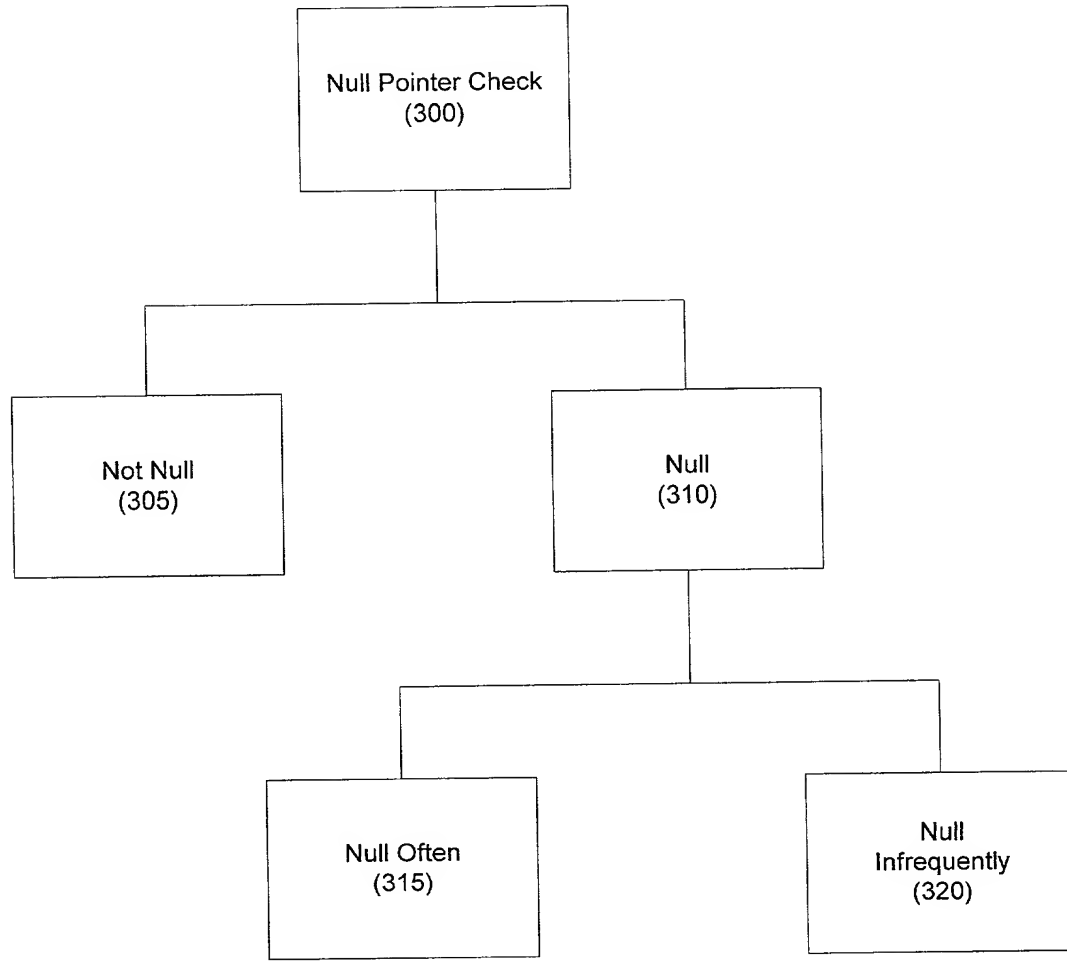 Null Pointer Check
(300)
Not Null
(305)
Null
(310)
Null Often
(315)
Null
Infrequently
(320)